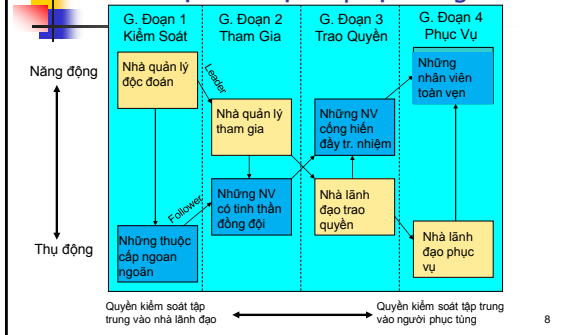 G. Đoạn 1
Kiểm Soát
G. Đoạn 2
Tham Gia
G. Đoạn 3
Trao Quyền
G. Đoạn 4
Phục Vụ
Năng động
Thụ động
Nhà quản lý
độc đoán
Leader
Nhà quản lý
tham gia
Những NV
cống hiến
đầy tr. nhiệm
Những
nhân viên
toàn vẹn
Follower
Những thuộc
cấp ngoan
ngoãn
Những NV
có tinh thần
đồng đội
Nhà lãnh
đạo trao
quyền
Nhà lãnh
đạo phục
vụ
Quyền kiểm soát tập
trung vào nhà lãnh đạo
Quyền kiểm soát tập trung
vào người phục tùng
8